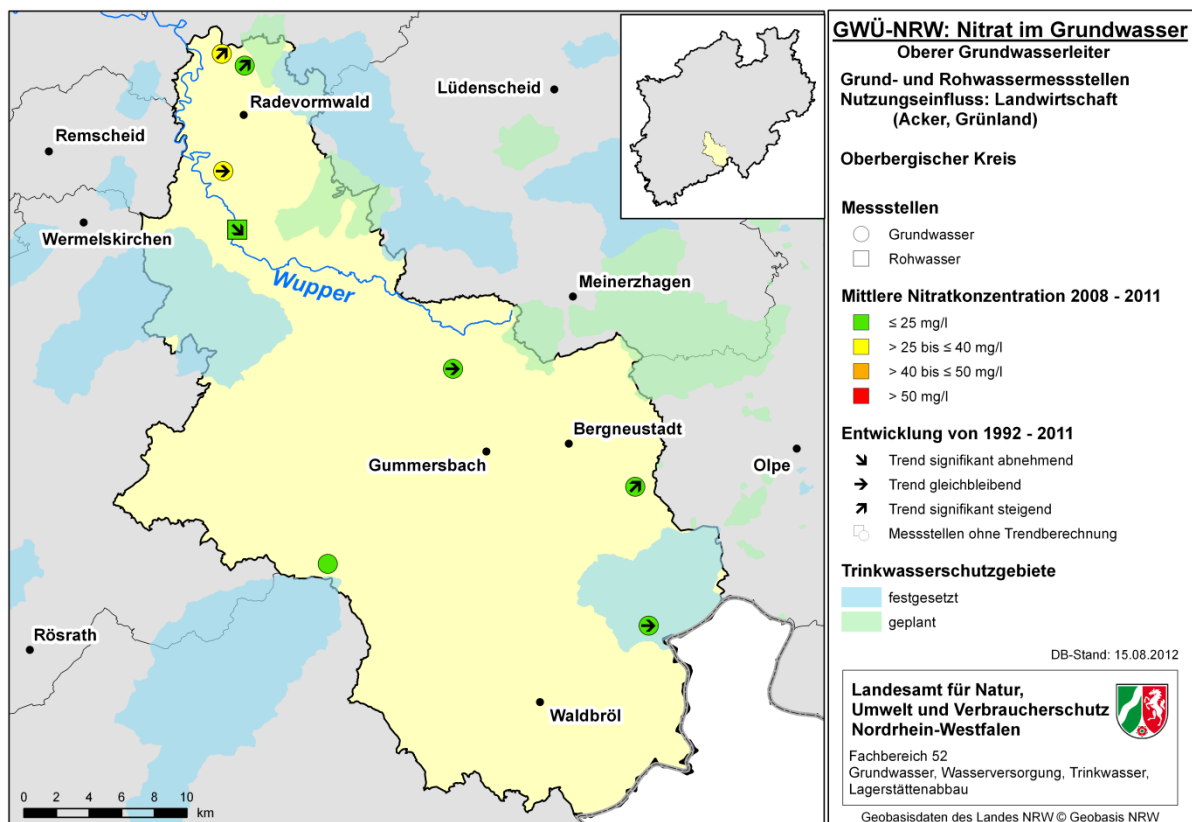 Lüdenscheid
Radevormwald
Remscheid
Wermelskirchen
Wupper
Meinerzhagen
Bergneustadt
Gummersbach
Olpe
Rösrath
Waldbröl
0 2 4 6 8 10
km
GWÜ-NRW: Nitrat im Grundwasser
Oberer Grundwasserleiter
Grund- und Rohwassermessstellen
Nutzungseinfluss: Landwirtschaft
(Acker, Grünland)
Oberbergischer Kreis
Messstellen
Grundwasser
Rohwasser
Mittlere Nitratkonzentration 2008 - 2011
≤ 25 mg/l
> 25 bis ≤ 40 mg/l
> 40 bis ≤ 50 mg/l
> 50 mg/l
Entwicklung von 1992 - 2011
Trend signifikant abnehmend
Trend gleichbleibend
Trend signifikant steigend
Messstellen ohne Trendberechnung
Trinkwasserschutzgebiete
festgesetzt
geplant
DB-Stand: 15.08.2012
Landesamt für Natur,
Umwelt und Verbraucherschutz
Nordrhein-Westfalen
Fachbereich 52
Grundwasser, Wasserversorgung, Trinkwasser,
Lagerstättenabbau
Geobasisdaten des Landes NRW © Geobasis NRW